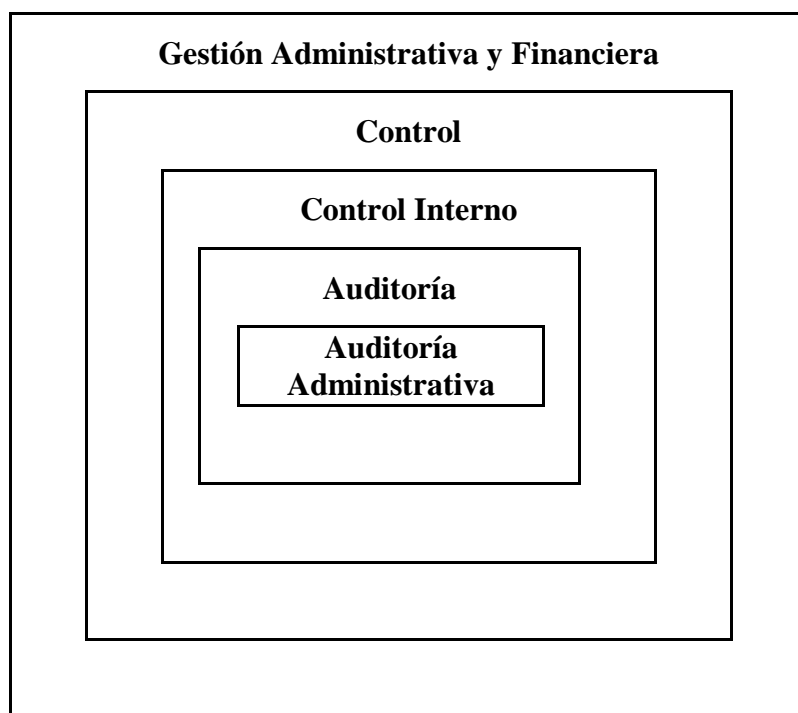 Gestión Administrativa y Financiera
Control
Control Interno
Auditoría
Auditoría
Administrativa